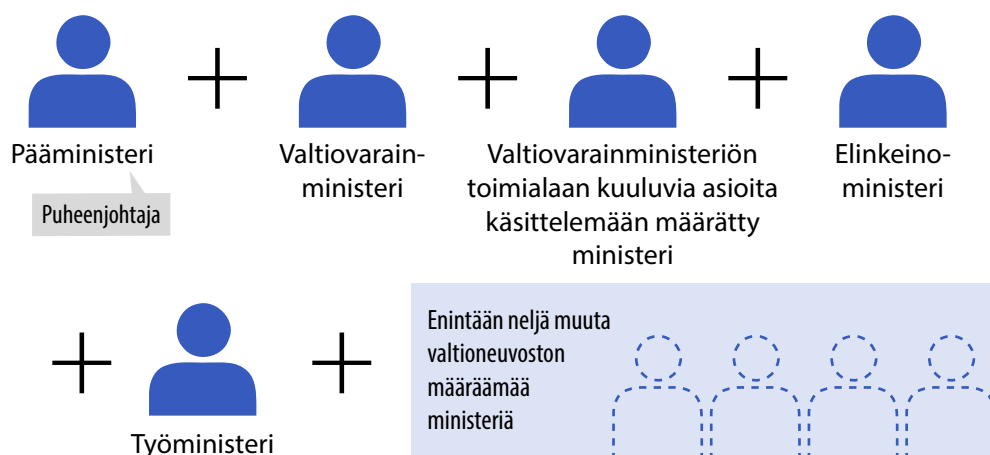 Pääministeri
Puheenjohtaja
Valtiovarain-
ministeri
Valtiovarainministeriön
toimialaan kuuluvia asioita
käsittelemään määrätty
ministeri
Elinkeino-
ministeri
Työministeri
Enintään neljä muuta
valtioneuvoston
määräämää
ministeriä